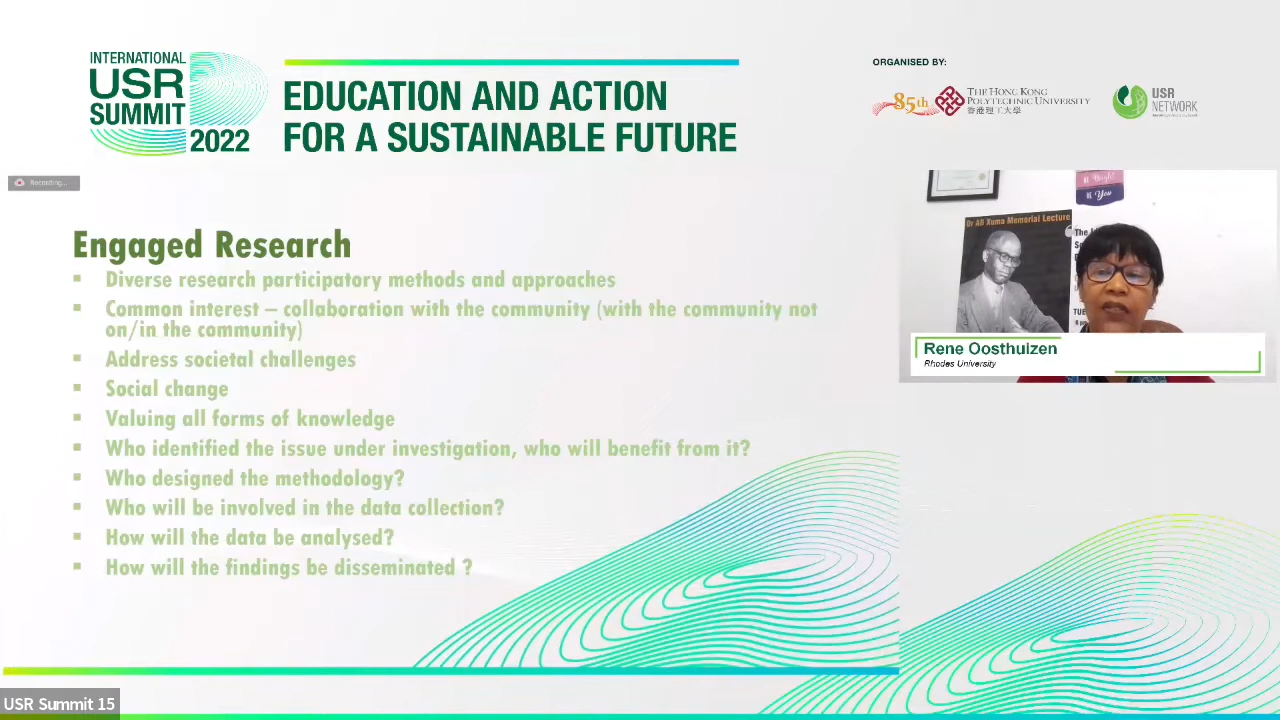 INTERNATIONAL
USR
SUMMIT
2022
EDUCATION AND ACTION
FOR A SUSTAINABLE FUTURE
ORGANISED BY:
85th
THE HONG KONG
POLYTECHNIC UNIVERSITY
香港理工大學
USR
NETWORK
Recording...
Engaged Research
▪ Diverse research participatory methods and approaches
▪ Common interest – collaboration with the community (with the community not
on/in the community)
▪ Address societal challenges
▪ Social change
▪ Valuing all forms of knowledge
▪ Who identified the issue under investigation, who will benefit from it?
▪ Who designed the methodology?
▪ Who will be involved in the data collection?
▪ How will the data be analysed?
▪ How will the findings be disseminated ?
Be You
Dr AB Xuma Memorial Lecture
The
TUE
Rene Oosthuizen
Rhodes University
USR Summit 15